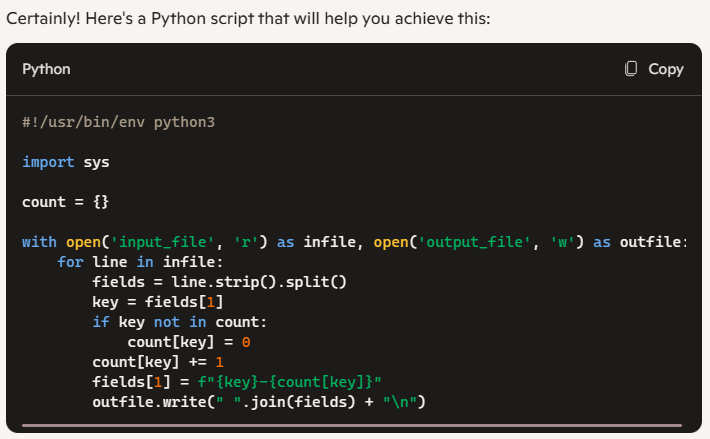 Certainly! Here's a Python script that will help you achieve this:
Python
Copy
#!/usr/bin/env python3
import sys
count = {}
with open('input_file', 'r') as infile, open('output_file', 'w') as outfile:
    for line in infile:
        fields = line.strip().split()
        key = fields[1]
        if key not in count:
            count[key] = 0
        count[key] += 1
        fields[1] = f"{key}-{count[key]}"
        outfile.write(" ".join(fields) + "\n")